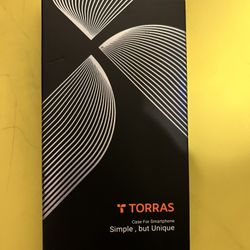 TORRAS
Case For Smartphone
Simple , but Unique